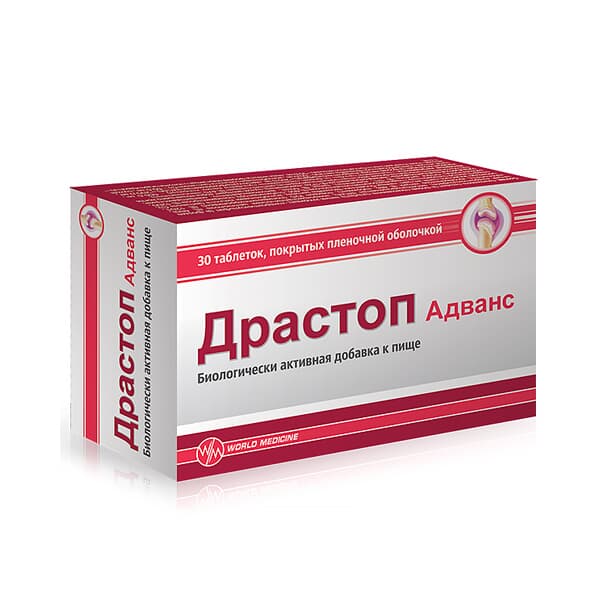 30 таблеток, покрытых пленочной оболочкой
Драстоп Адванс
Биологически активная добавка к пище
WM WORLD MEDICINE
Драстоп Адванс
Биологически активная добавка к пище